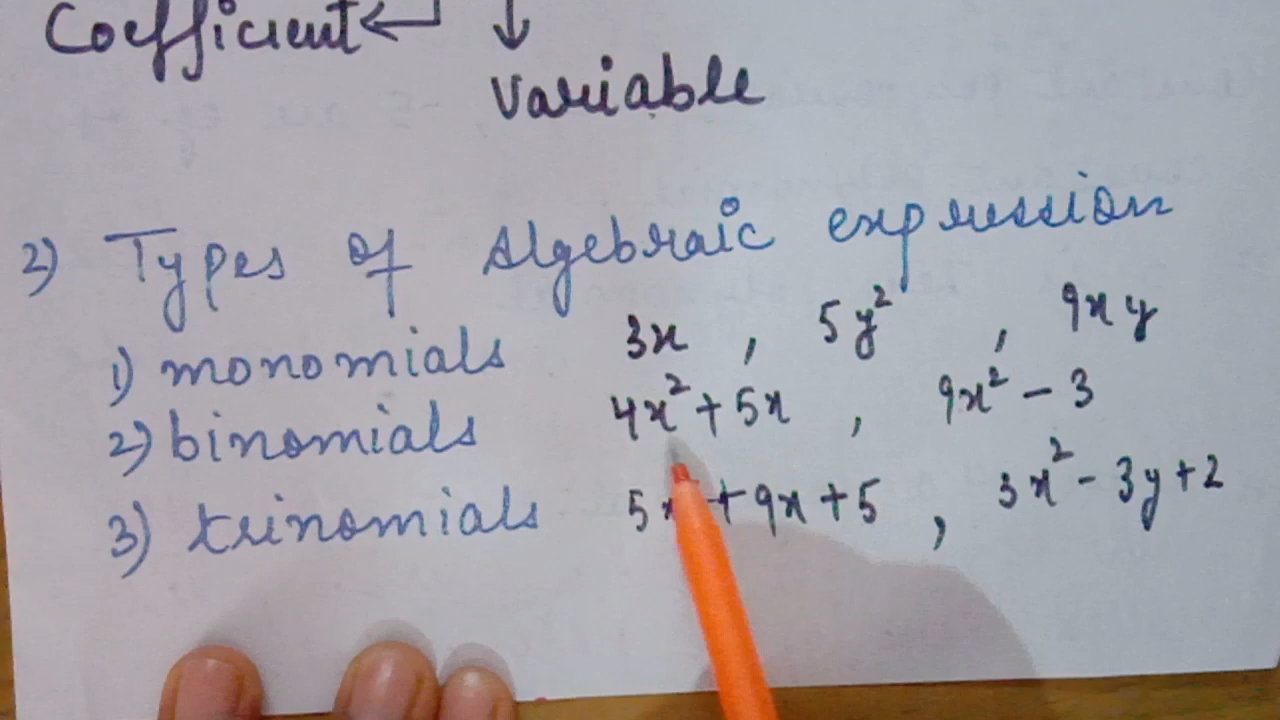 Coefficient ↵ ↓
Variable
2) Types of Algebraic expression
1) monomials 3x , 5y² , 9xy
2) binomials 4x² + 5x , 9x² - 3
3) trinomials 5x + 9x + 5 , 3x² - 3y + 2